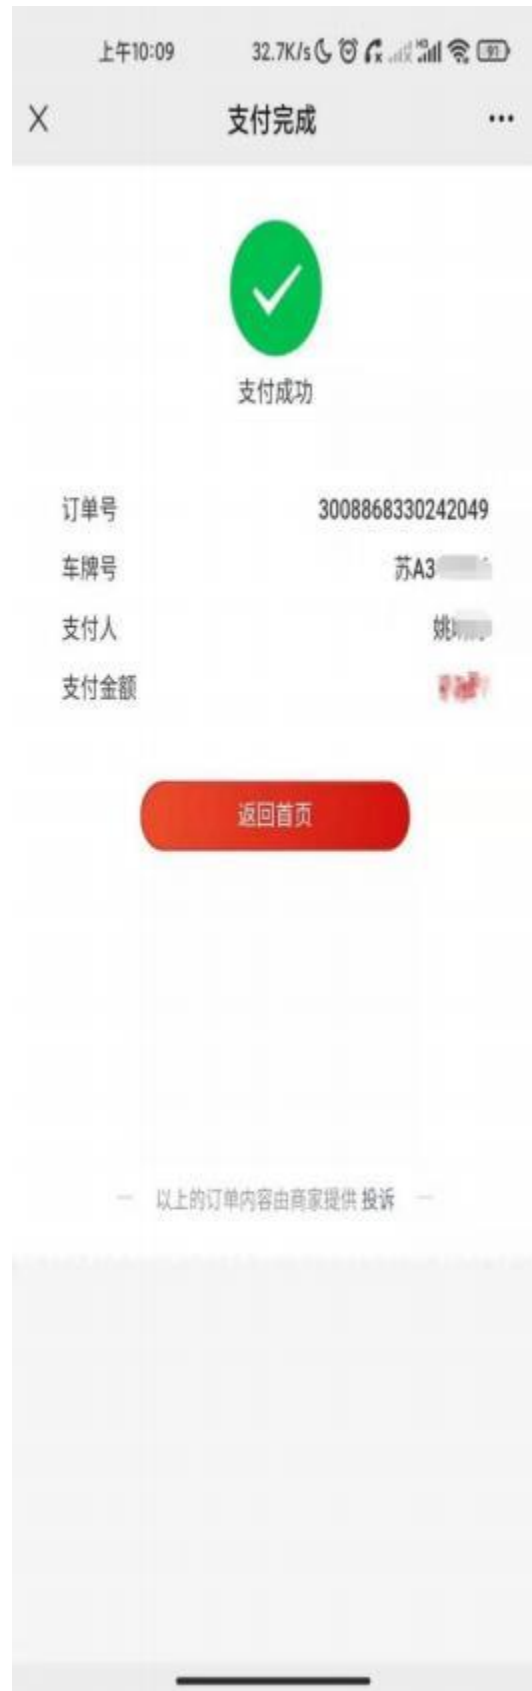 上午10:09 32.7K/s HD 91
支付完成
支付成功
订单号 3008868330242049
车牌号 苏A3
支付人 姚
支付金额
返回首页
以上的订单内容由商家提供 投诉